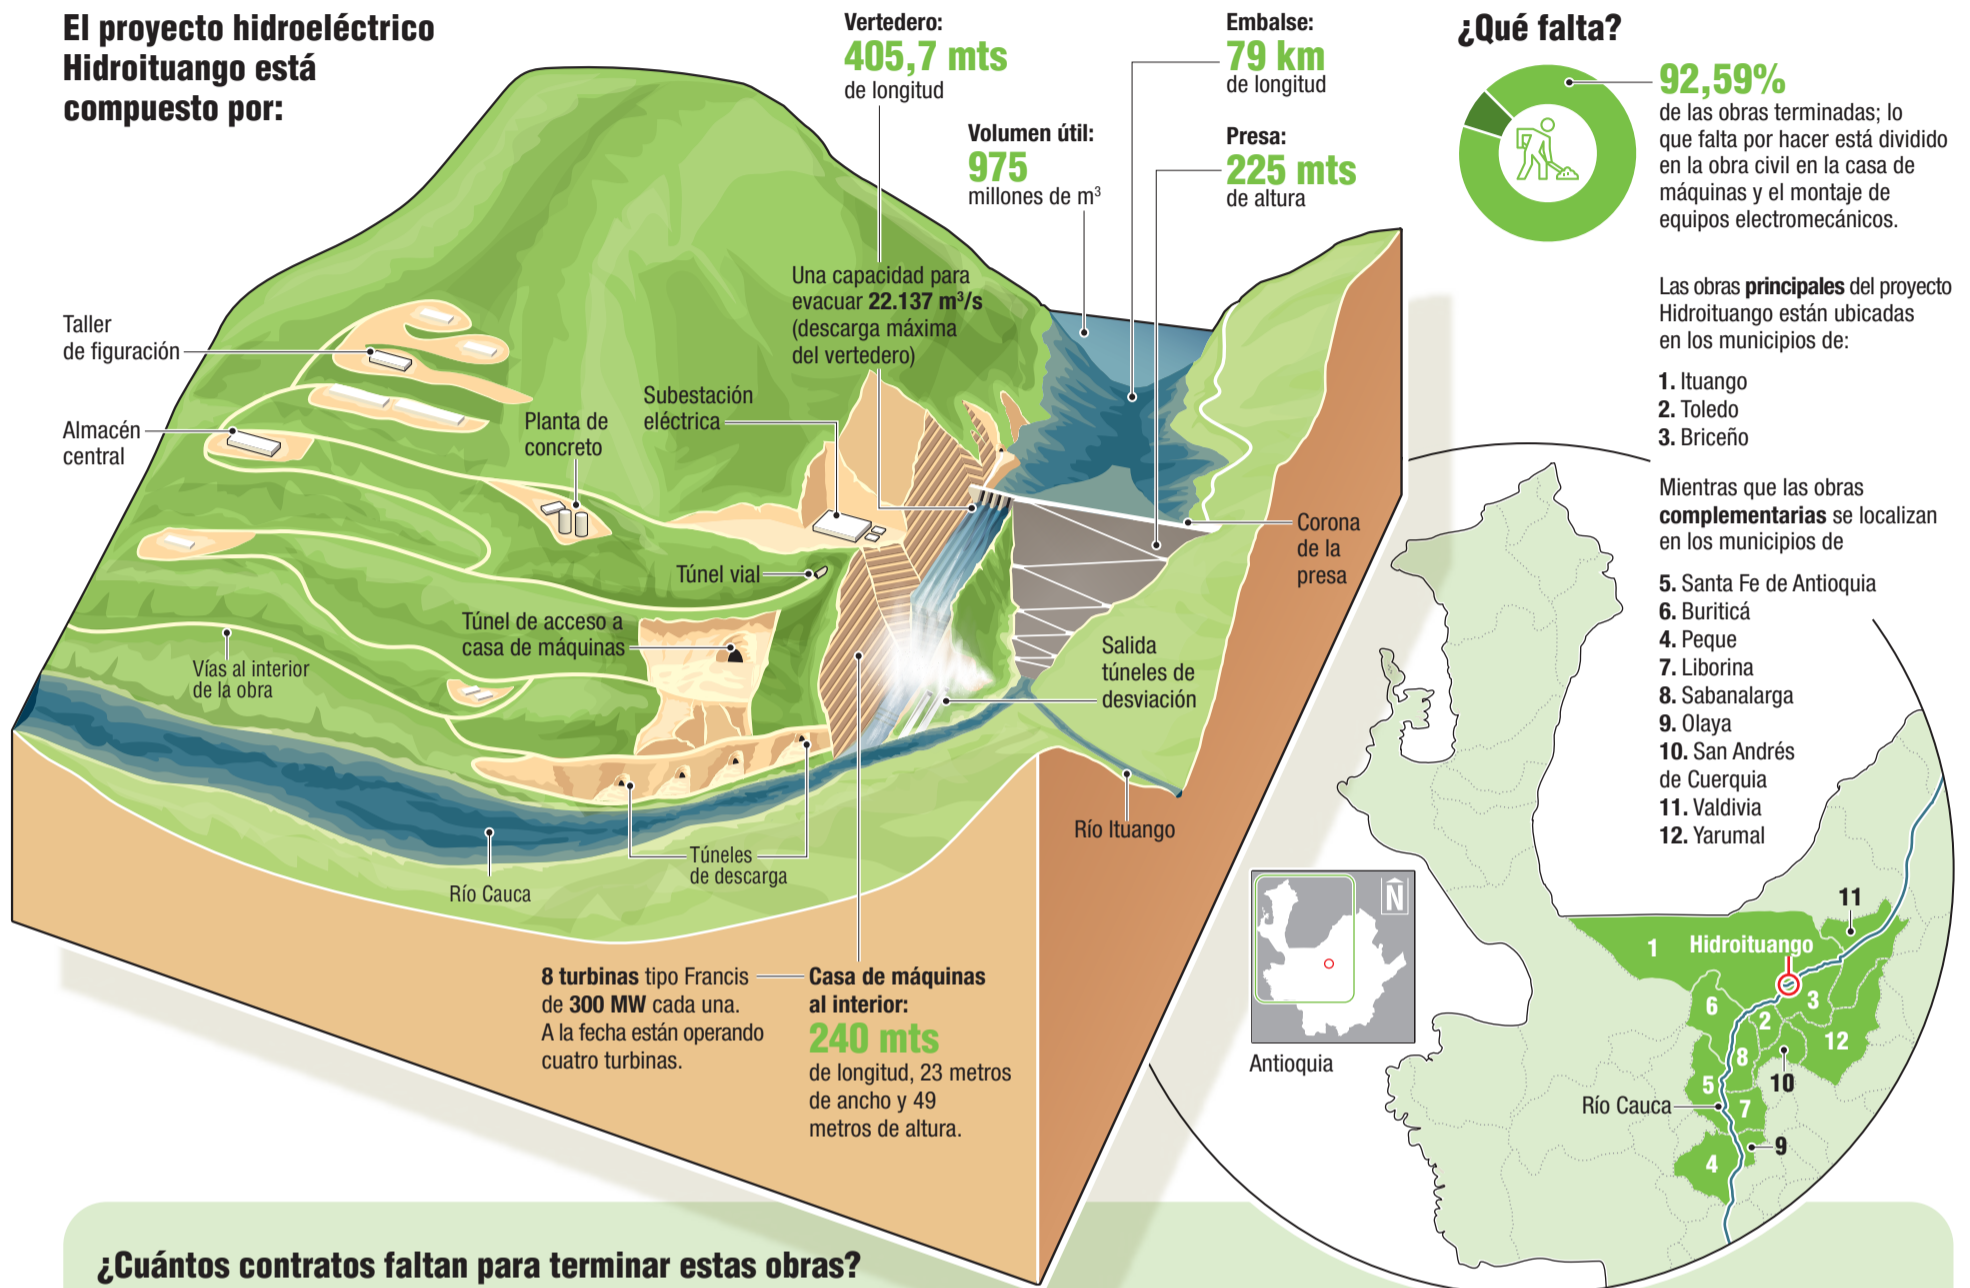 El proyecto hidroeléctrico
Hidroituango está
compuesto por:
Vertedero:
405,7 mts
de longitud
Volumen útil:
975
millones de m³
Embalse:
79 km
de longitud
Presa:
225 mts
de altura
Una capacidad para
evacuar 22.137 m³/s
(descarga máxima
del vertedero)
Taller
de figuración
Almacén
central
Planta de
concreto
Subestación
eléctrica
Túnel vial
Túnel de acceso a
casa de máquinas
Vías al interior
de la obra
Corona
de la
presa
Salida
túneles de
desviación
Río Ituango
Túneles
de descarga
Río Cauca
8 turbinas tipo Francis
de 300 MW cada una.
A la fecha están operando
cuatro turbinas.
Casa de máquinas
al interior:
240 mts
de longitud, 23 metros
de ancho y 49
metros de altura.
¿Qué falta?
92,59%
de las obras terminadas; lo
que falta por hacer está dividido
en la obra civil en la casa de
máquinas y el montaje de
equipos electromecánicos.
Las obras principales del proyecto
Hidroituango están ubicadas
en los municipios de:
1. Ituango
2. Toledo
3. Briceño
Mientras que las obras
complementarias se localizan
en los municipios de
5. Santa Fe de Antioquia
6. Buriticá
4. Peque
7. Liborina
8. Sabanalarga
9. Olaya
10. San Andrés
de Cuerquia
11. Valdivia
12. Yarumal
N
Antioquia
11
1
Hidroituango
6
3
2
12
8
10
5
Río Cauca
7
9
4
¿Cuántos contratos faltan para terminar estas obras?